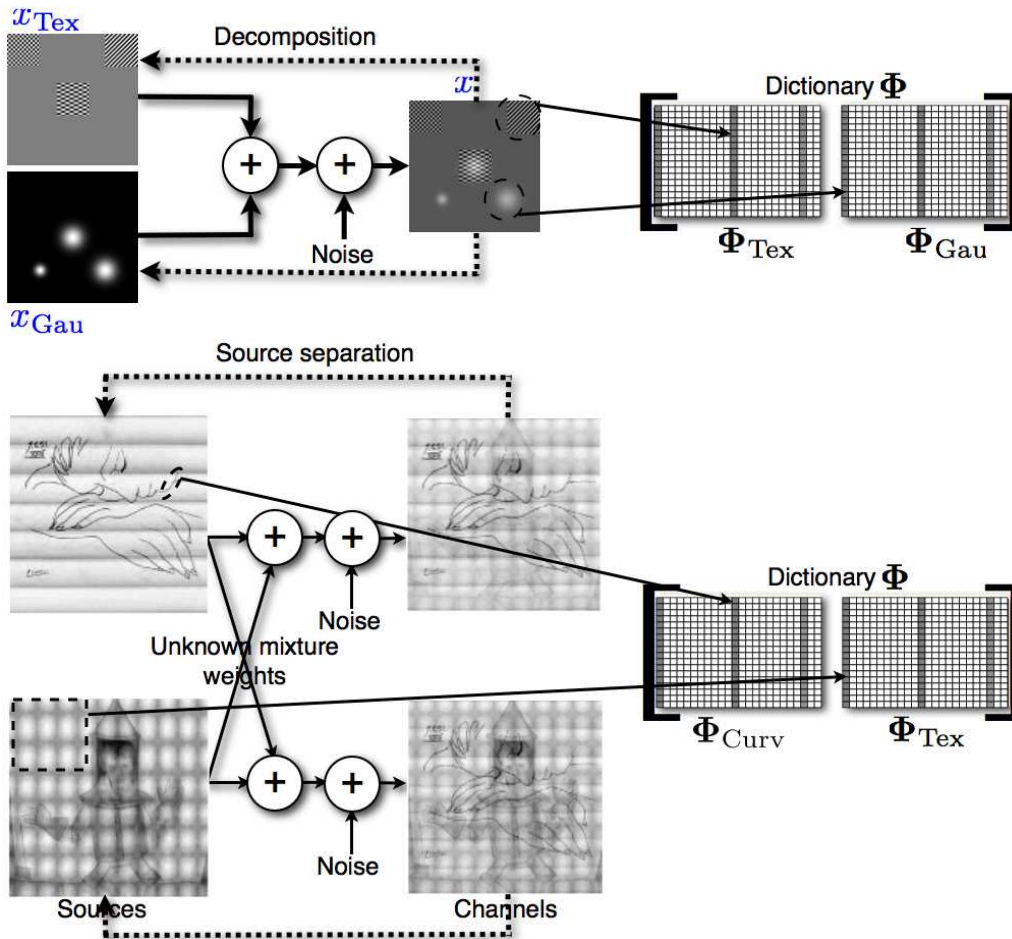 x_Tex
Decomposition
x
Dictionary Φ
Noise
Φ_Tex
Φ_Gau
x_Gau
Source separation
Noise
Dictionary Φ
Unknown mixture
weights
Φ_Curv
Φ_Tex
Noise
Sources
Channels